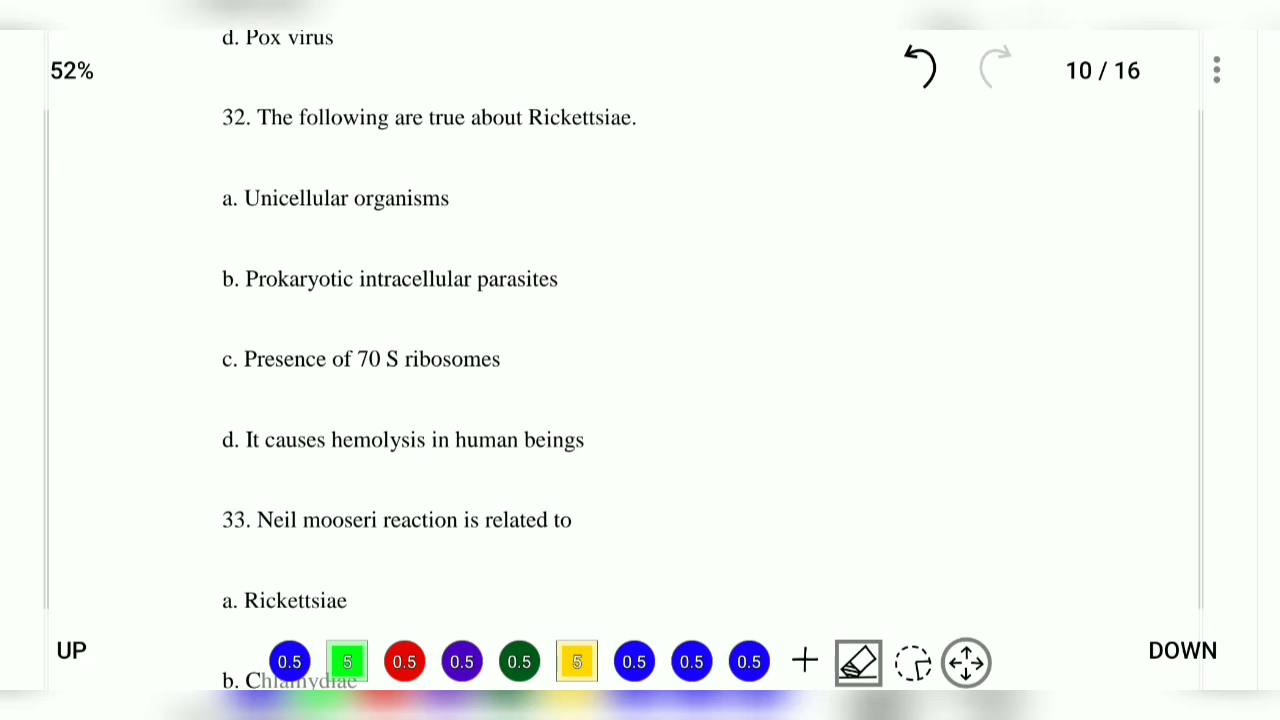 d. Pox virus
52%
10 / 16
32. The following are true about Rickettsiae.
a. Unicellular organisms
b. Prokaryotic intracellular parasites
c. Presence of 70 S ribosomes
d. It causes hemolysis in human beings
33. Neil mooseri reaction is related to
a. Rickettsiae
UP
DOWN
0.5 5 0.5 0.5 0.5 5 0.5 0.5 0.5
b. Chlamydiae